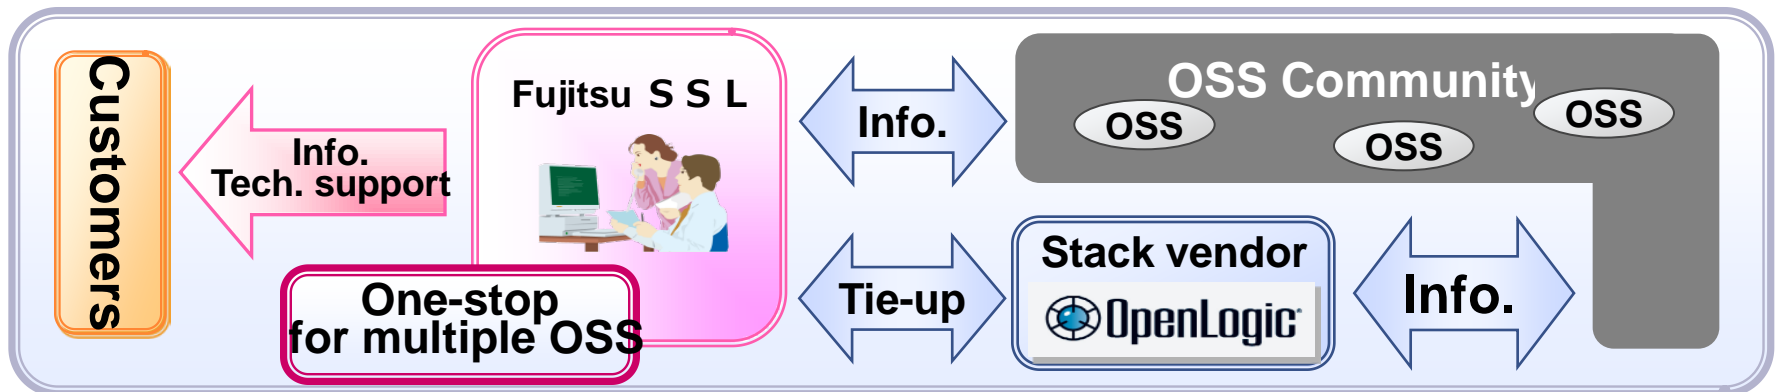 Customers
Info.
Tech. support
Fujitsu ＳＳＬ
One-stop
for multiple OSS
Info.
Tie-up
OSS Community
OSS
OSS
OSS
Stack vendor
OpenLogic
Info.